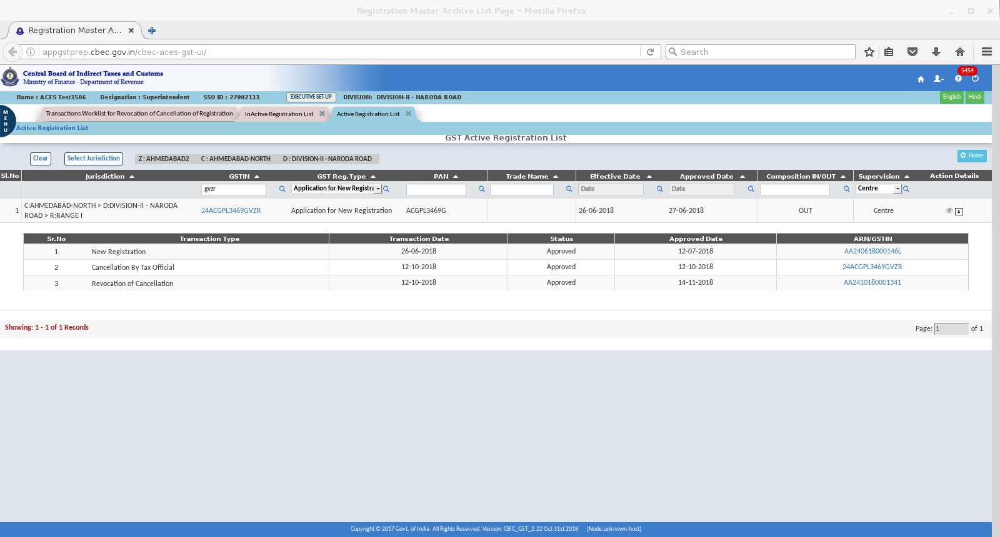 Registration Master Archive List Page – Mozilla Firefox
Registration Master A...
appgstprep.cbec.gov.in/cbec-aces-gst-ui/
Search
Central Board of Indirect Taxes and Customs
Ministry of Finance - Department of Revenue
5454
Name : ACES Test1506 Designation : Superintendent SSO ID : 27002111 EXECUTIVE SET-UP DIVISION: DIVISION-II - NARODA ROAD English Hindi
MENU
Transactions Worklist for Revocation of Cancellation of Registration InActive Registration List Active Registration List
Active Registration List
GST Active Registration List
Clear Select Jurisdiction Z : AHMEDABAD2 C : AHMEDABAD-NORTH D : DIVISION-II - NARODA ROAD Home
Sl.No Jurisdiction GSTIN GST Reg.Type PAN Trade Name Effective Date Approved Date Composition IN/OUT Supervision Action Details
gvzr Application for New Registra Date Date Centre
1 C:AHMEDABAD-NORTH > D:DIVISION-II - NARODA ROAD > R:RANGE I 24ACGPL3469GVZR Application for New Registration ACGPL3469G 26-06-2018 27-06-2018 OUT Centre
Sr.No Transaction Type Transaction Date Status Approved Date ARN/GSTIN
1 New Registration 26-06-2018 Approved 12-07-2018 AA240618000146L
2 Cancellation By Tax Official 12-10-2018 Approved 12-10-2018 24ACGPL3469GVZR
3 Revocation of Cancellation 12-10-2018 Approved 14-11-2018 AA2410180001341
Showing: 1 - 1 of 1 Records Page: 1 of 1
Copyright © 2017 Govt. of India. All Rights Reserved. Version: CBIC_GST_2.22 Oct 31st 2018 [Node:unknown-host]